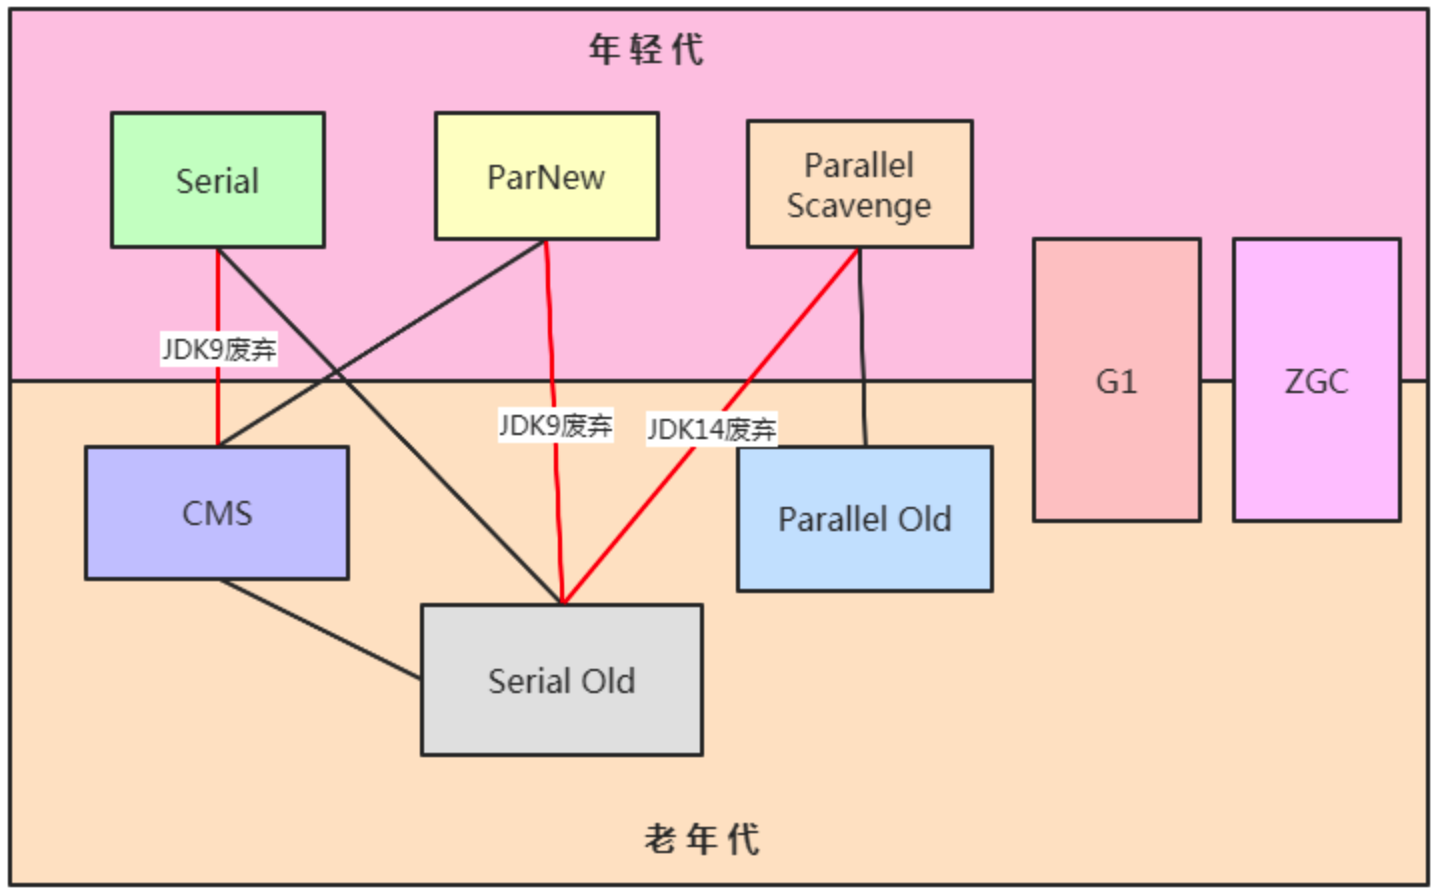 年轻代
Serial
ParNew
Parallel
Scavenge
JDK9废弃
G1
ZGC
JDK9废弃
JDK14废弃
CMS
Parallel Old
Serial Old
老年代